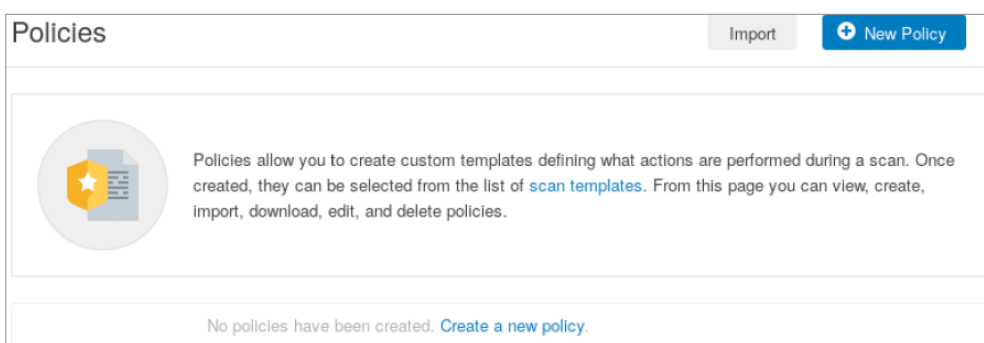 Policies
Import
New Policy
Policies allow you to create custom templates defining what actions are performed during a scan. Once
created, they can be selected from the list of scan templates. From this page you can view, create,
import, download, edit, and delete policies.
No policies have been created. Create a new policy.